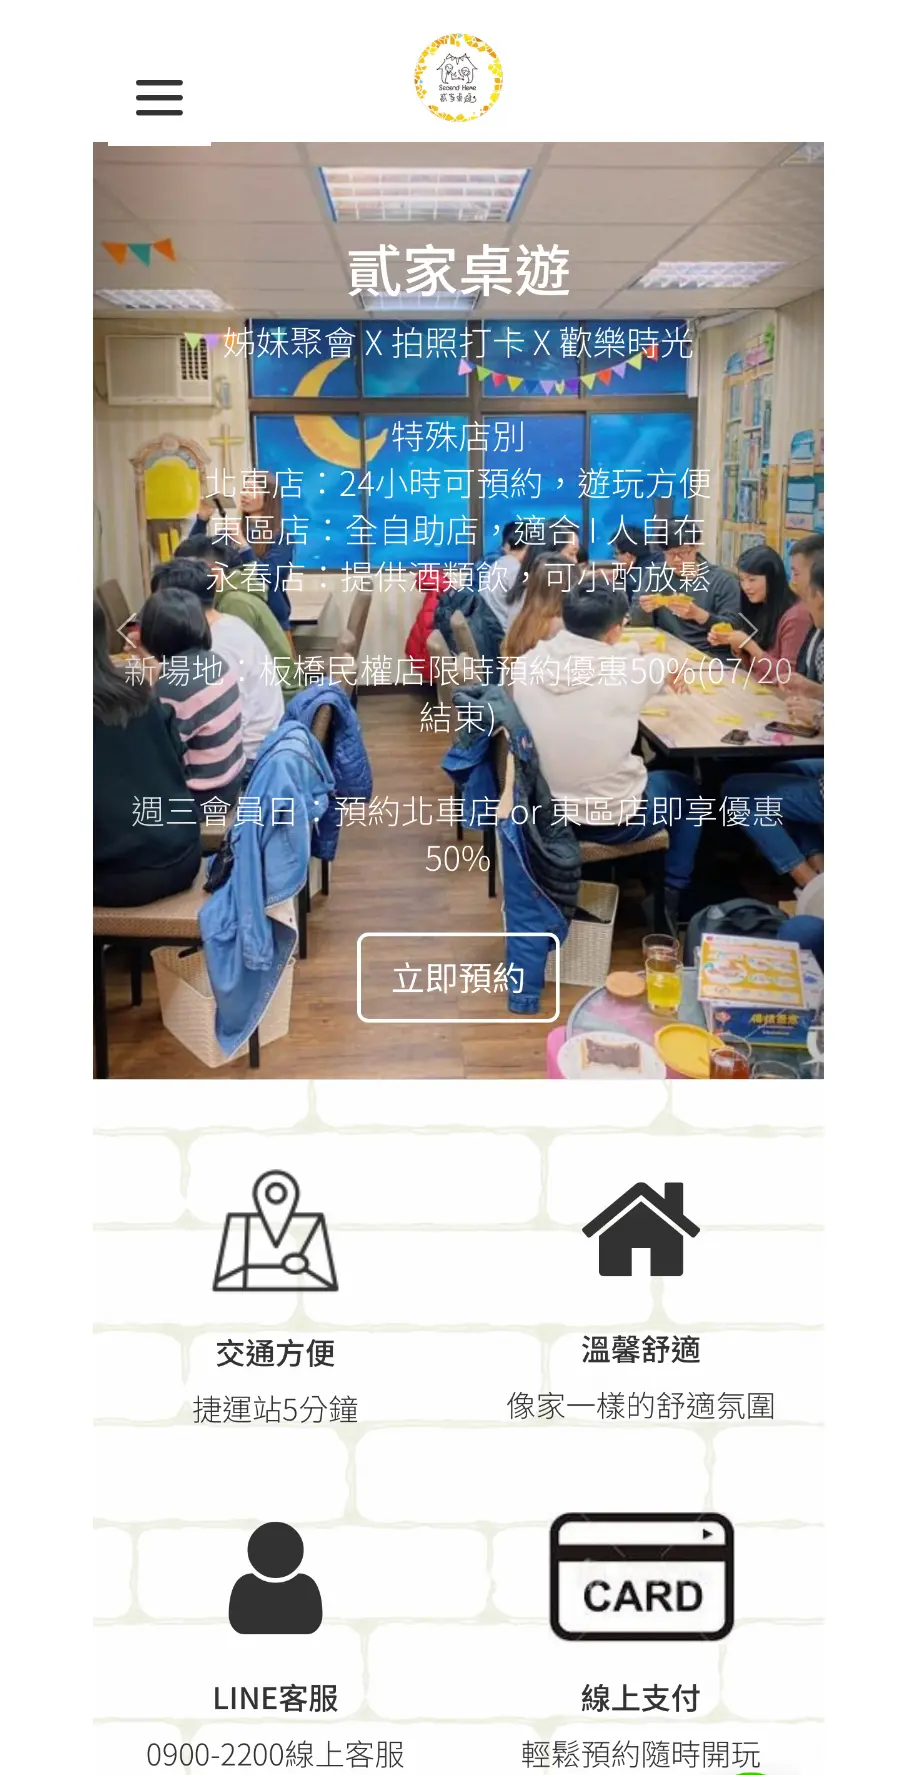 Second Home
貳家桌遊
貳家桌遊
姊妹聚會 X 拍照打卡 X 歡樂時光
特殊店別
北車店：24小時可預約，遊玩方便
東區店：全自助店，適合 I 人自在
永春店：提供酒類飲，可小酌放鬆
新場地：板橋民權店限時預約優惠50%(07/20
結束)
週三會員日：預約北車店 or 東區店即享優惠
50%
立即預約
交通方便
捷運站5分鐘
溫馨舒適
像家一樣的舒適氛圍
CARD
LINE客服
0900-2200線上客服
線上支付
輕鬆預約隨時開玩